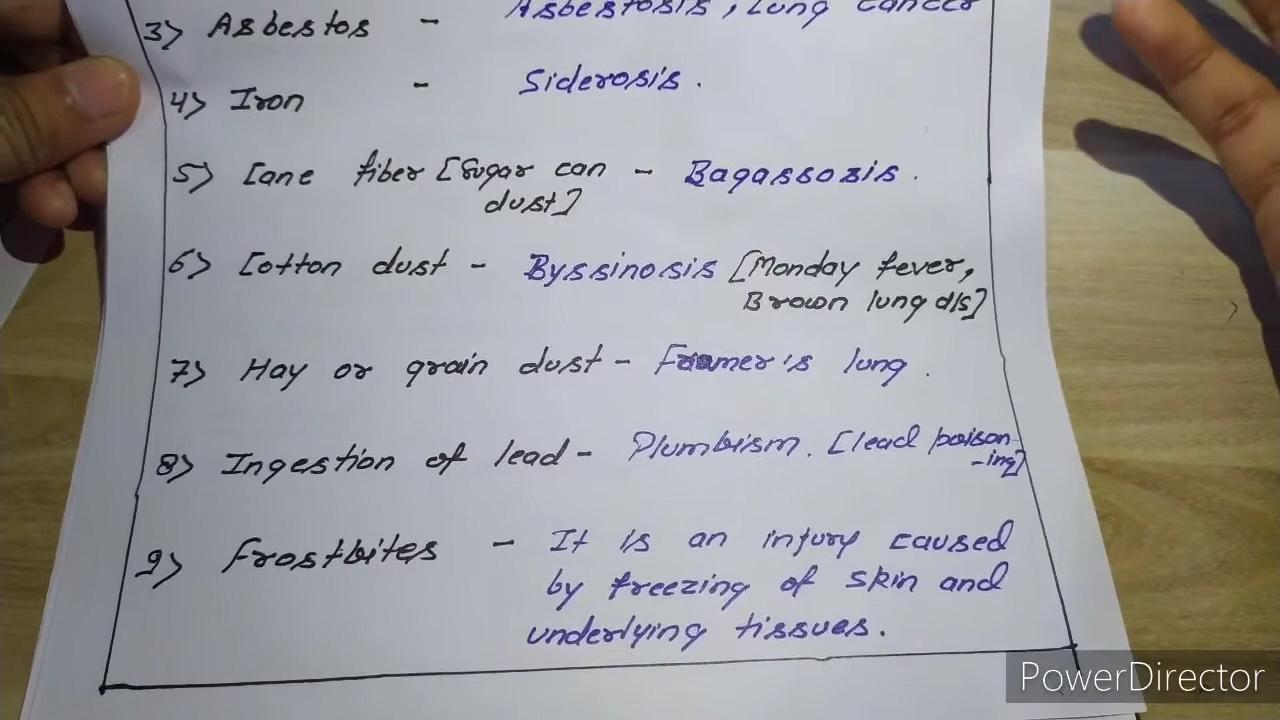 3) Asbestos - Asbestosis, Lung cancer
4) Iron - Siderosis.
5) Cane fiber [Sugar can - Bagassosis.
dust]
6) Cotton dust - Byssinosis [Monday fever,
Brown lung d/s]
7) Hay or grain dust - Framer's lung.
8) Ingestion of lead - Plumbism. [lead poison-
-ing]
9) Frostbites - It is an injury caused
by freezing of skin and
underlying tissues.
PowerDirector